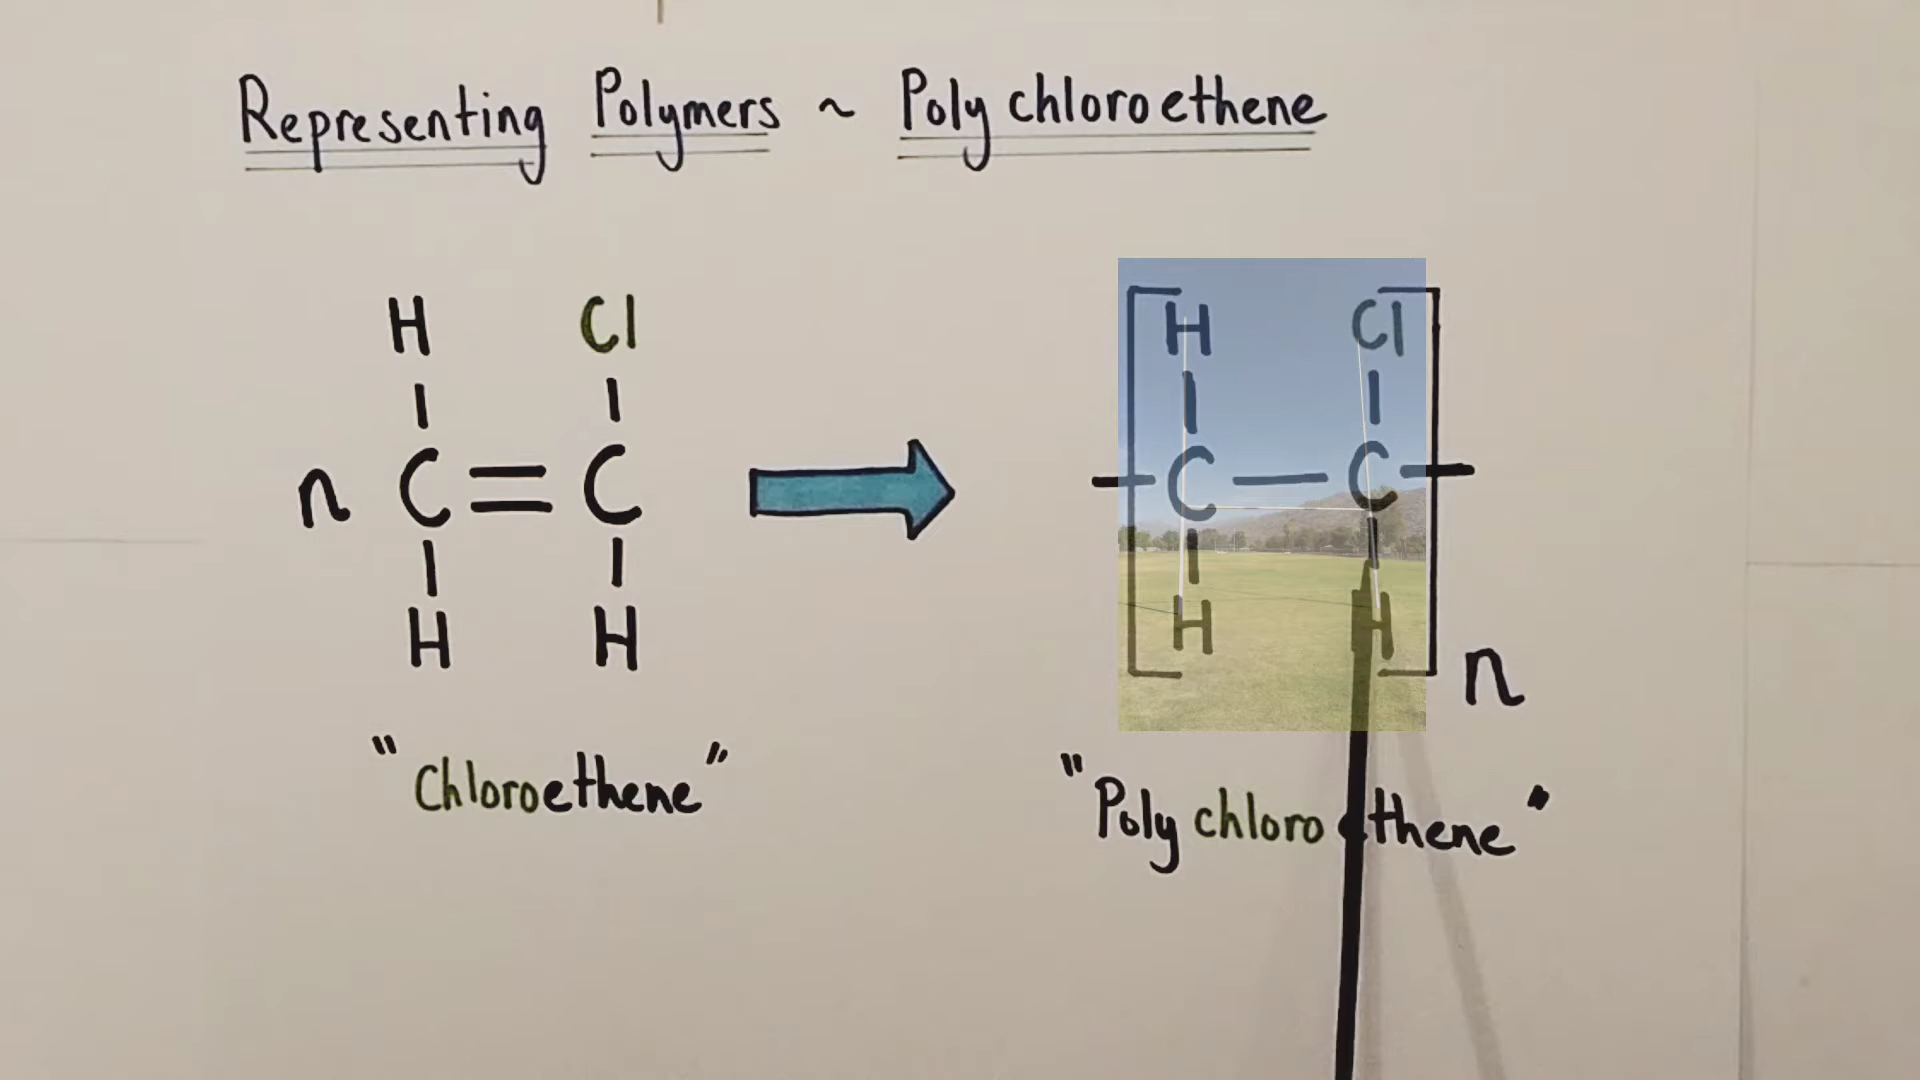 Representing Polymers ~ Poly chloroethene
H Cl
n C = C
H H
"Chloroethene"
H Cl
C — C
H H
n
"Poly chloroethene"